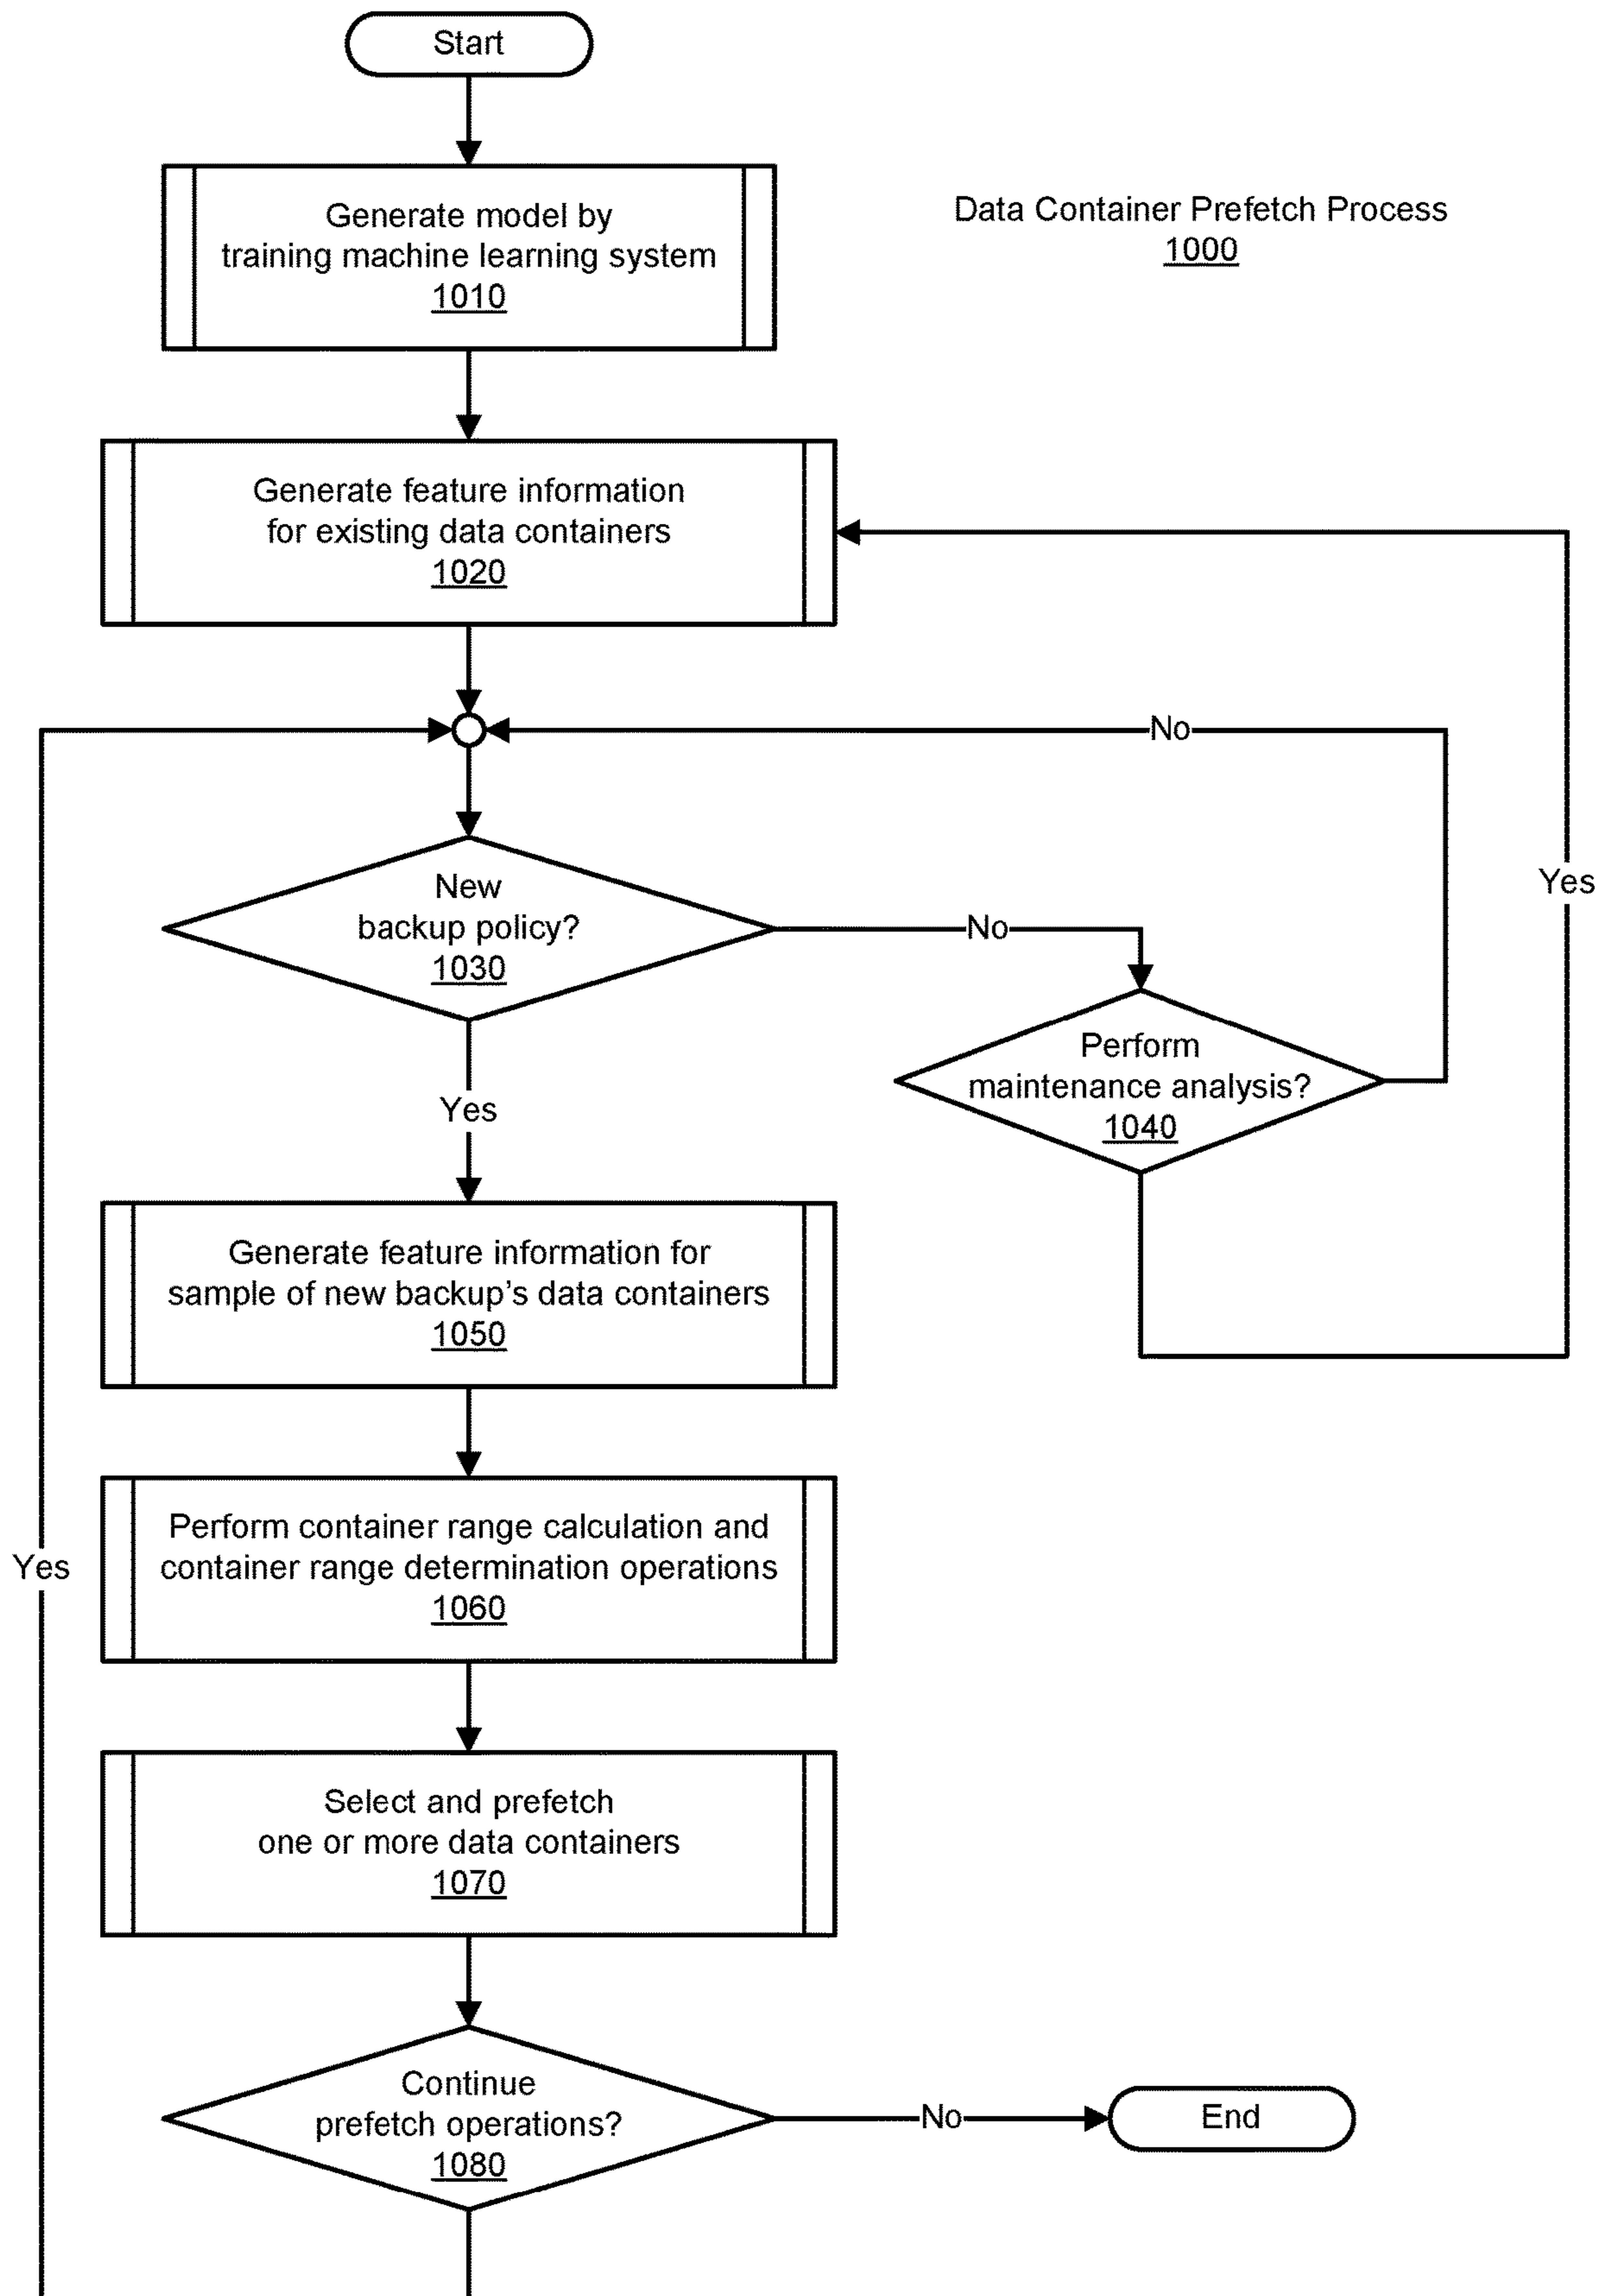 Start
Generate model by
training machine learning system
1010
Data Container Prefetch Process
1000
Generate feature information
for existing data containers
1020
No
Yes
New
backup policy?
1030
No
Perform
maintenance analysis?
1040
Yes
Generate feature information for
sample of new backup's data containers
1050
Perform container range calculation and
container range determination operations
1060
Yes
Select and prefetch
one or more data containers
1070
Continue
prefetch operations?
1080
No
End